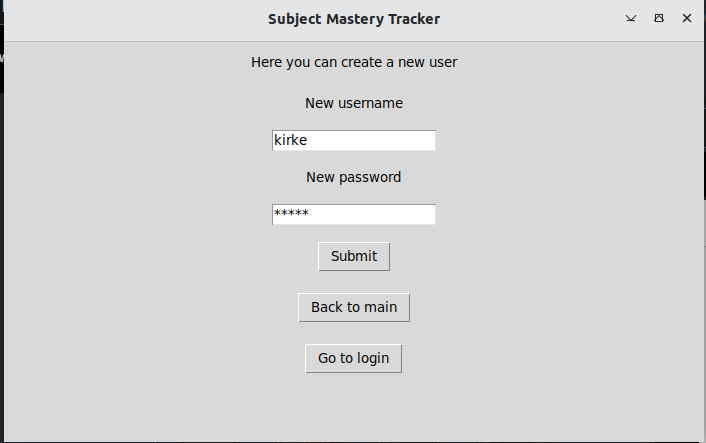 Subject Mastery Tracker
Here you can create a new user
New username
kirke
New password
*****
Submit
Back to main
Go to login